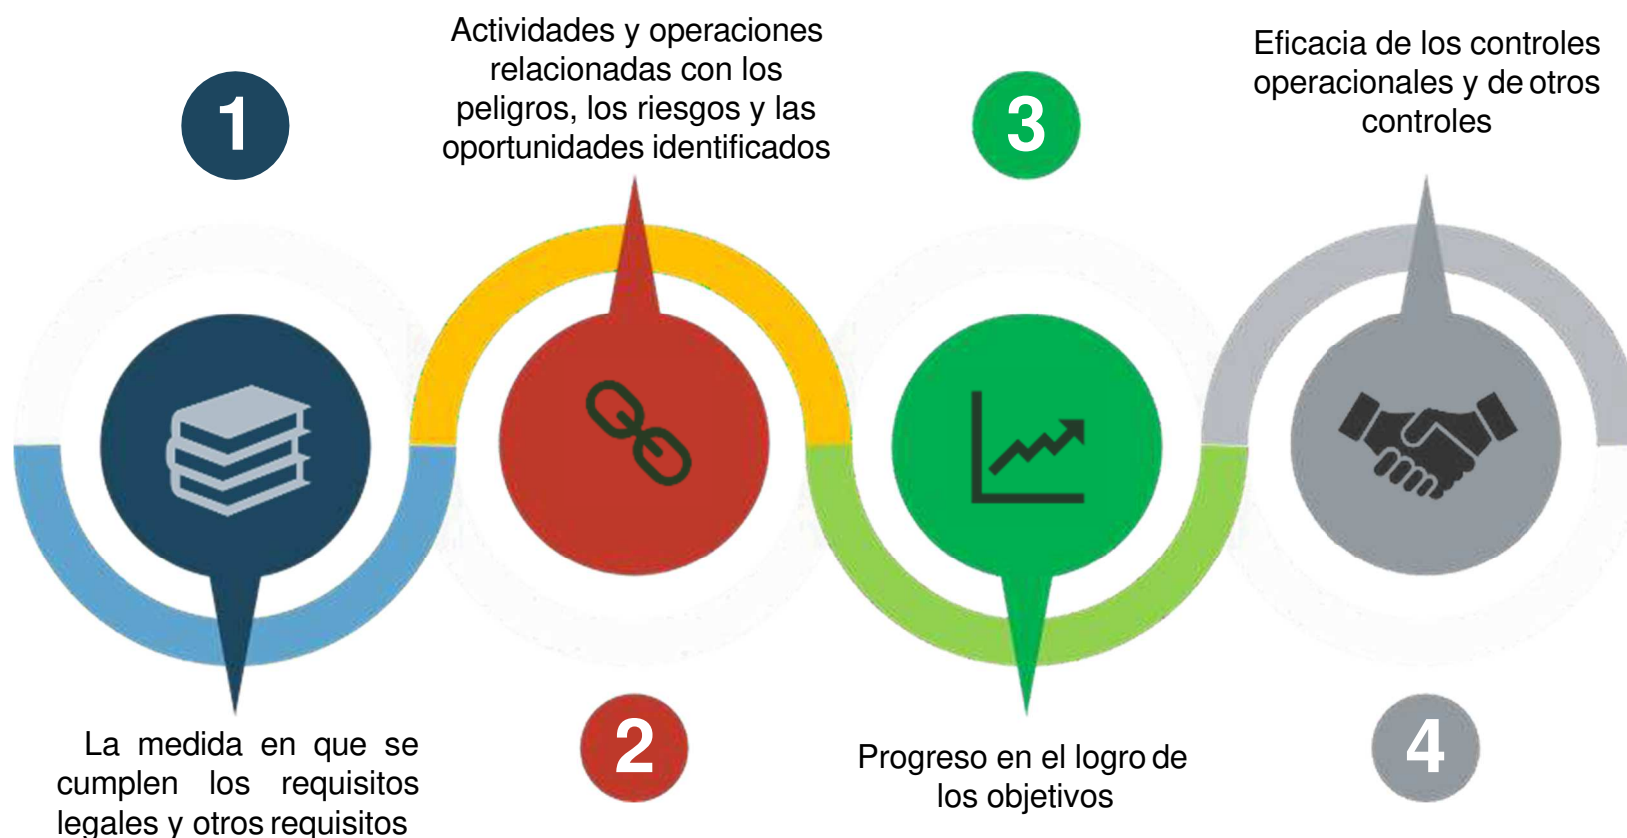 1
La medida en que se
cumplen los requisitos
legales y otros requisitos
Actividades y operaciones
relacionadas con los
peligros, los riesgos y las
oportunidades identificados
2
3
Progreso en el logro de
los objetivos
Eficacia de los controles
operacionales y de otros
controles
4